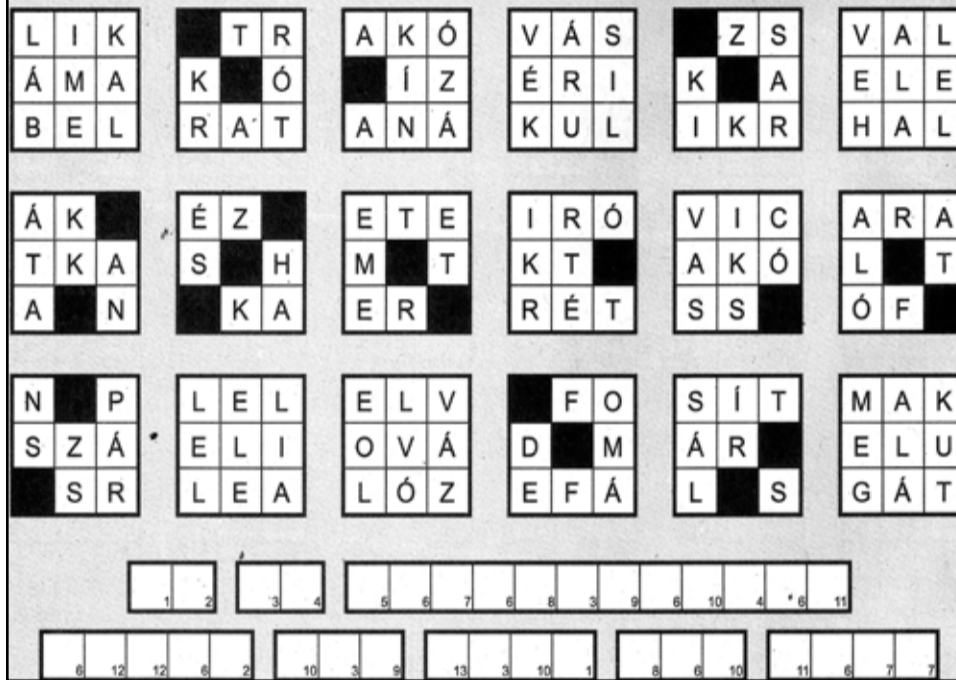 L I K T R A K Ó V Á S Z S V A L
Á M A K Ó Í Z É R I K A E L E
B E L R A T A N Á K U L I K R H A L
Á K É Z E T E I R Ó V I C A R A
T K A S H M T K T A K Ó L T
A N K A E R R É T S S Ó F
N P L E L E L V F O S Í T M A K
S Z Á E L I O V Á D M Á R E L U
S R L E A L Ó Z E F Á L S G Á T
1 2 3 4 5 6 7 6 8 3 9 6 10 4 6 11
6 12 12 6 2 10 3 9 13 3 10 1 8 6 10 11 6 7 7